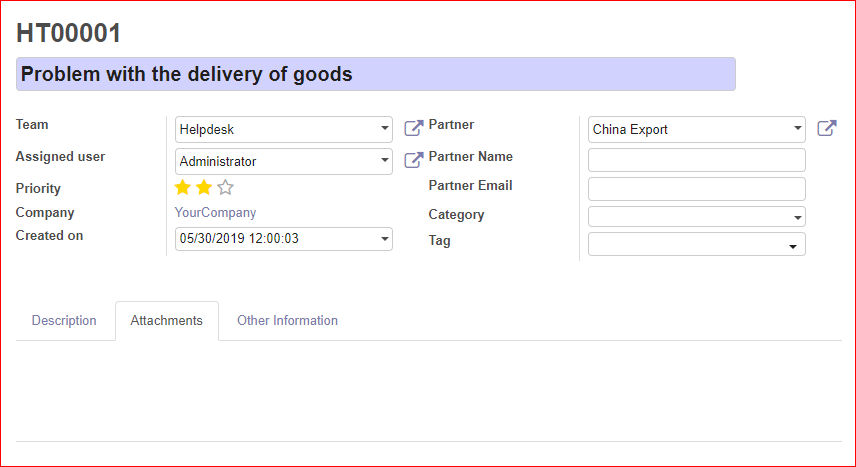 HT00001
Problem with the delivery of goods
Team
Helpdesk
Assigned user
Administrator
Priority
Company
YourCompany
Created on
05/30/2019 12:00:03
Partner
China Export
Partner Name
Partner Email
Category
Tag
Description
Attachments
Other Information